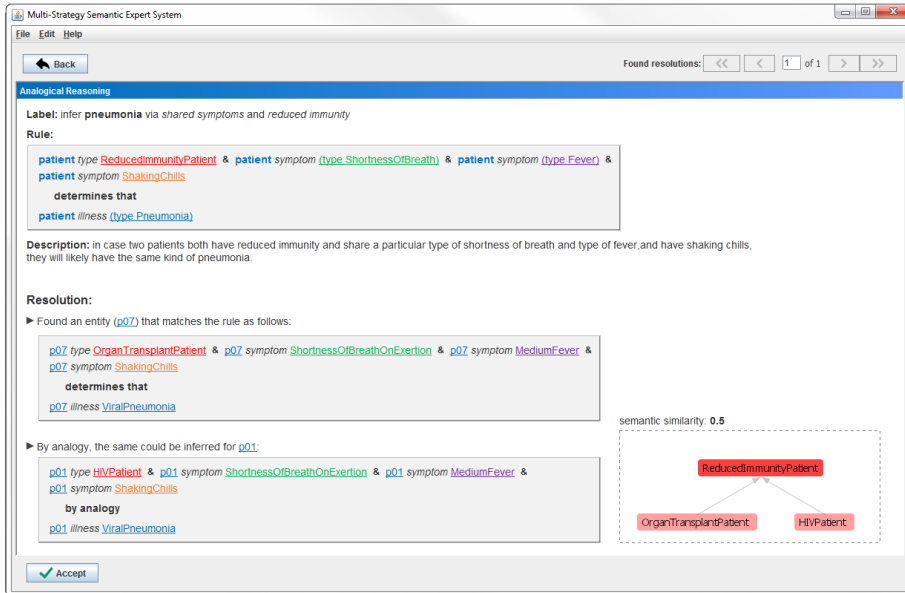 Multi-Strategy Semantic Expert System
File Edit Help
Back
Found resolutions: << < 1 of 1 > >>
Analogical Reasoning
Label: infer pneumonia via shared symptoms and reduced immunity
Rule:
patient type ReducedImmunityPatient & patient symptom (type ShortnessOfBreath) & patient symptom (type Fever) &
patient symptom ShakingChills
determines that
patient illness (type Pneumonia)
Description: in case two patients both have reduced immunity and share a particular type of shortness of breath and type of fever,and have shaking chills,
they will likely have the same kind of pneumonia.
Resolution:
Found an entity (p07) that matches the rule as follows:
p07 type OrganTransplantPatient & p07 symptom ShortnessOfBreathOnExertion & p07 symptom MediumFever &
p07 symptom ShakingChills
determines that
p07 illness ViralPneumonia
By analogy, the same could be inferred for p01:
p01 type HIVPatient & p01 symptom ShortnessOfBreathOnExertion & p01 symptom MediumFever &
p01 symptom ShakingChills
by analogy
p01 illness ViralPneumonia
semantic similarity: 0.5
ReducedImmunityPatient
OrganTransplantPatient
HIVPatient
Accept